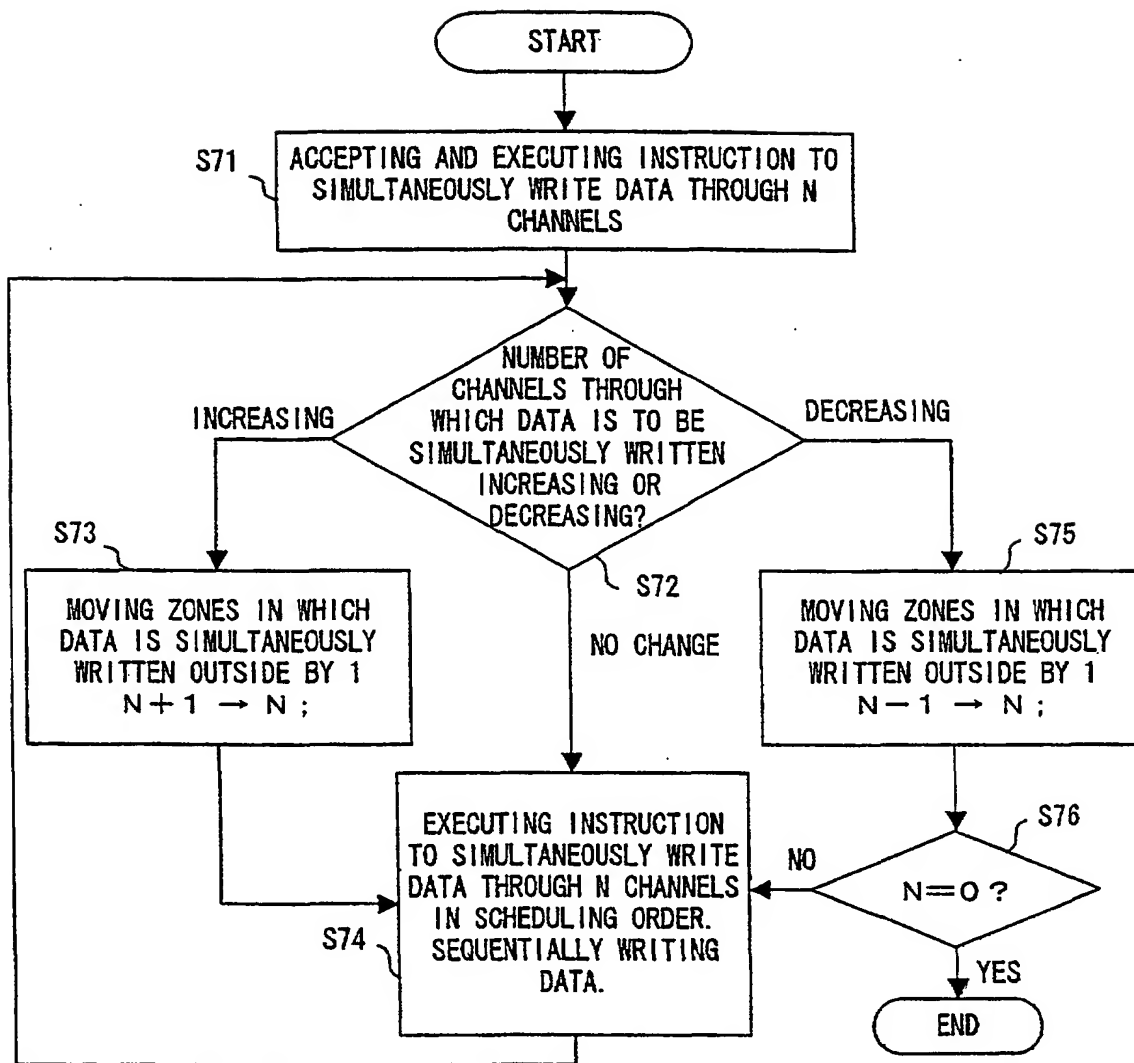 START
S71
ACCEPTING AND EXECUTING INSTRUCTION TO
SIMULTANEOUSLY WRITE DATA THROUGH N
CHANNELS
NUMBER OF
CHANNELS THROUGH
WHICH DATA IS TO BE
SIMULTANEOUSLY WRITTEN
INCREASING OR
DECREASING?
INCREASING
DECREASING
S72
NO CHANGE
S73
MOVING ZONES IN WHICH
DATA IS SIMULTANEOUSLY
WRITTEN OUTSIDE BY 1
N+1 → N ;
S75
MOVING ZONES IN WHICH
DATA IS SIMULTANEOUSLY
WRITTEN OUTSIDE BY 1
N−1 → N ;
S74
EXECUTING INSTRUCTION
TO SIMULTANEOUSLY WRITE
DATA THROUGH N CHANNELS
IN SCHEDULING ORDER.
SEQUENTIALLY WRITING
DATA.
NO
S76
N=0 ?
YES
END